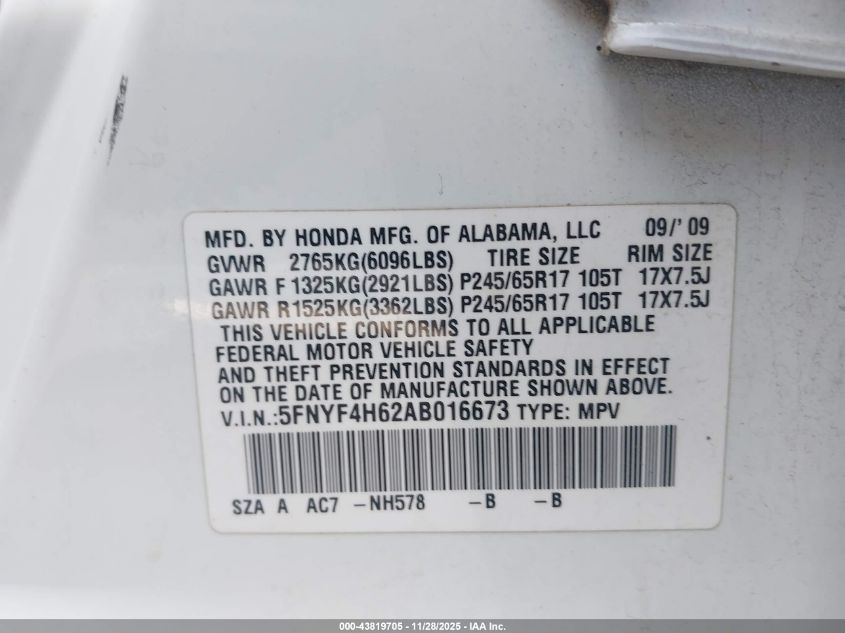 MFD. BY HONDA MFG. OF ALABAMA, LLC 09/'09
GVWR 2765KG(6096LBS) TIRE SIZE RIM SIZE
GAWR F 1325KG(2921LBS) P245/65R17 105T 17X7.5J
GAWR R1525KG(3362LBS) P245/65R17 105T 17X7.5J
THIS VEHICLE CONFORMS TO ALL APPLICABLE
FEDERAL MOTOR VEHICLE SAFETY
AND THEFT PREVENTION STANDARDS IN EFFECT
ON THE DATE OF MANUFACTURE SHOWN ABOVE.
V.I.N.:5FNYF4H62AB016673 TYPE: MPV
SZA A AC7 -NH578 -B -B
000-43819705 - 11/28/2025 - IAA Inc.